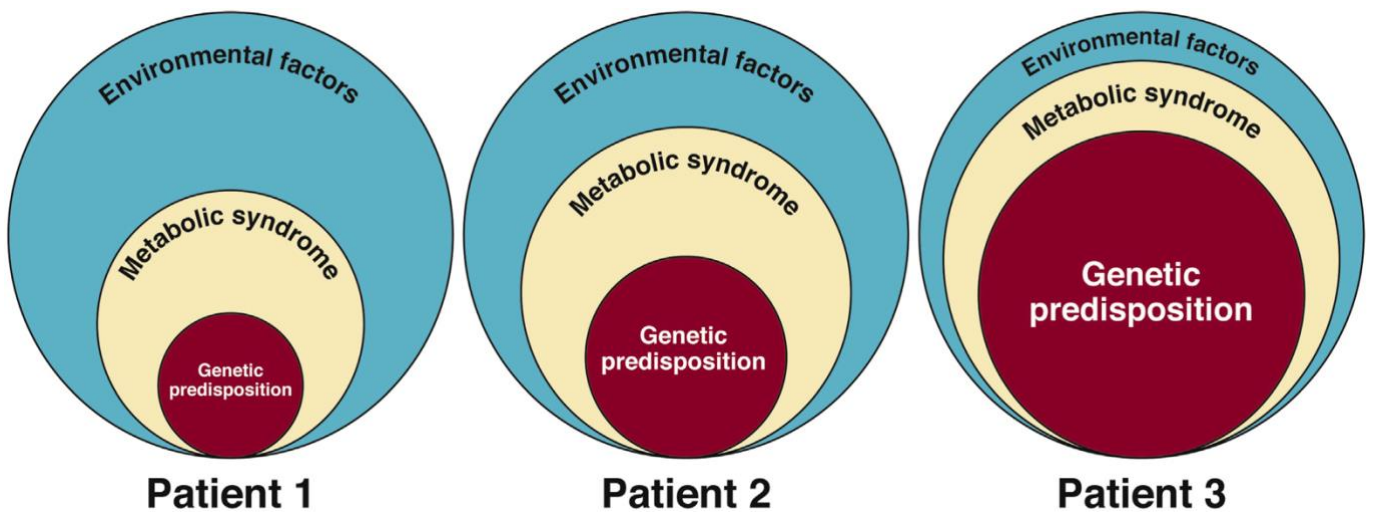 Environmental factors
Metabolic syndrome
Genetic
predisposition
Patient 1
Environmental factors
Metabolic syndrome
Genetic
predisposition
Patient 2
Environmental factors
Metabolic syndrome
Genetic
predisposition
Patient 3